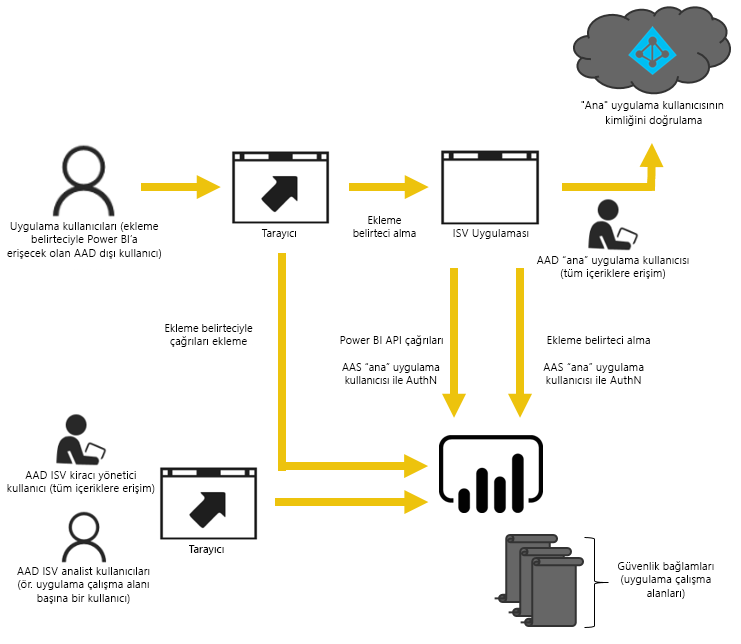 "Ana" uygulama kullanıcısının
kimliğini doğrulama
Uygulama kullanıcıları (ekleme
belirteciyle Power BI'a
erişecek olan AAD dışı kullanıcı)
Tarayıcı
Ekleme
belirteci alma
ISV Uygulaması
AAD "ana" uygulama kullanıcısı
(tüm içeriklere erişim)
Ekleme belirteciyle
çağrıları ekleme
Power BI API çağrıları
AAS "ana" uygulama
kullanıcısı ile AuthN
Ekleme belirteci alma
AAS "ana" uygulama
kullanıcısı ile AuthN
AAD ISV kiracı yönetici
kullanıcı (tüm içeriklere erişim)
Tarayıcı
AAD ISV analist kullanıcıları
(ör. uygulama çalışma alanı
başına bir kullanıcı)
Güvenlik bağlamları
(uygulama çalışma
alanları)